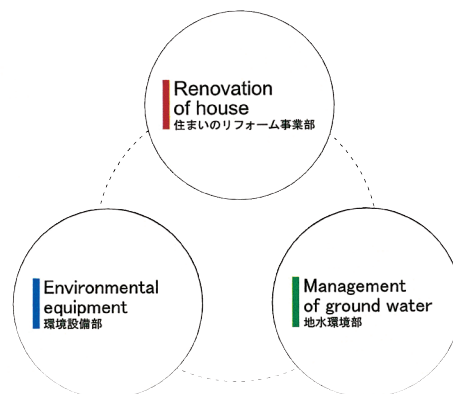 Renovation
of house
住まいのリフォーム事業部
Environmental
equipment
環境設備部
Management
of ground water
地水環境部